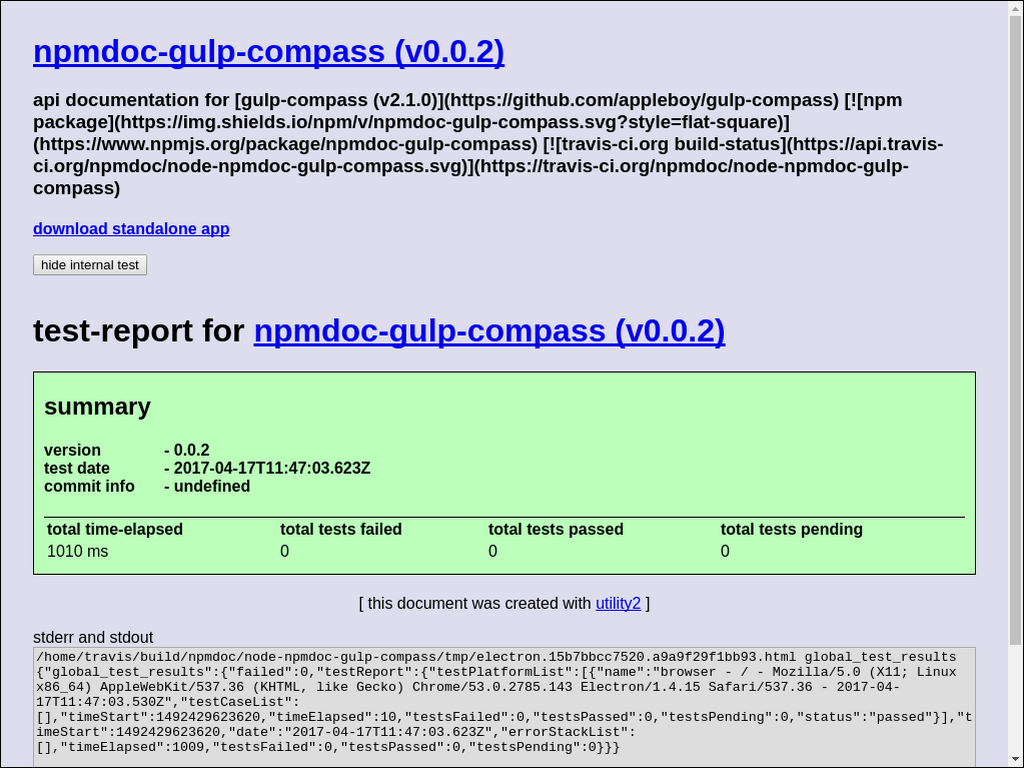 npmdoc-gulp-compass (v0.0.2)
api documentation for [gulp-compass (v2.1.0)](https://github.com/appleboy/gulp-compass) [![npm
package](https://img.shields.io/npm/v/npmdoc-gulp-compass.svg?style=flat-square)]
(https://www.npmjs.org/package/npmdoc-gulp-compass) [![travis-ci.org build-status](https://api.travis-
ci.org/npmdoc/node-npmdoc-gulp-compass.svg)](https://travis-ci.org/npmdoc/node-npmdoc-gulp-
compass)
download standalone app
hide internal test
test-report for npmdoc-gulp-compass (v0.0.2)
summary
version - 0.0.2
test date - 2017-04-17T11:47:03.623Z
commit info - undefined
total time-elapsed total tests failed total tests passed total tests pending
1010 ms 0 0 0
[ this document was created with utility2 ]
stderr and stdout
/home/travis/build/npmdoc/node-npmdoc-gulp-compass/tmp/electron.15b7bbcc7520.a9a9f29f1bb93.html global_test_results
{"global_test_results":{"failed":0,"testReport":{"testPlatformList":[{"name":"browser - / - Mozilla/5.0 (X11; Linux
x86_64) AppleWebKit/537.36 (KHTML, like Gecko) Chrome/53.0.2785.143 Electron/1.4.15 Safari/537.36 - 2017-04-
17T11:47:03.530Z","testCaseList":
[],"timeStart":1492429623620,"timeElapsed":10,"testsFailed":0,"testsPassed":0,"testsPending":0,"status":"passed"}],"t
imeStart":1492429623620,"date":"2017-04-17T11:47:03.623Z","errorStackList":
[],"timeElapsed":1009,"testsFailed":0,"testsPassed":0,"testsPending":0}}}